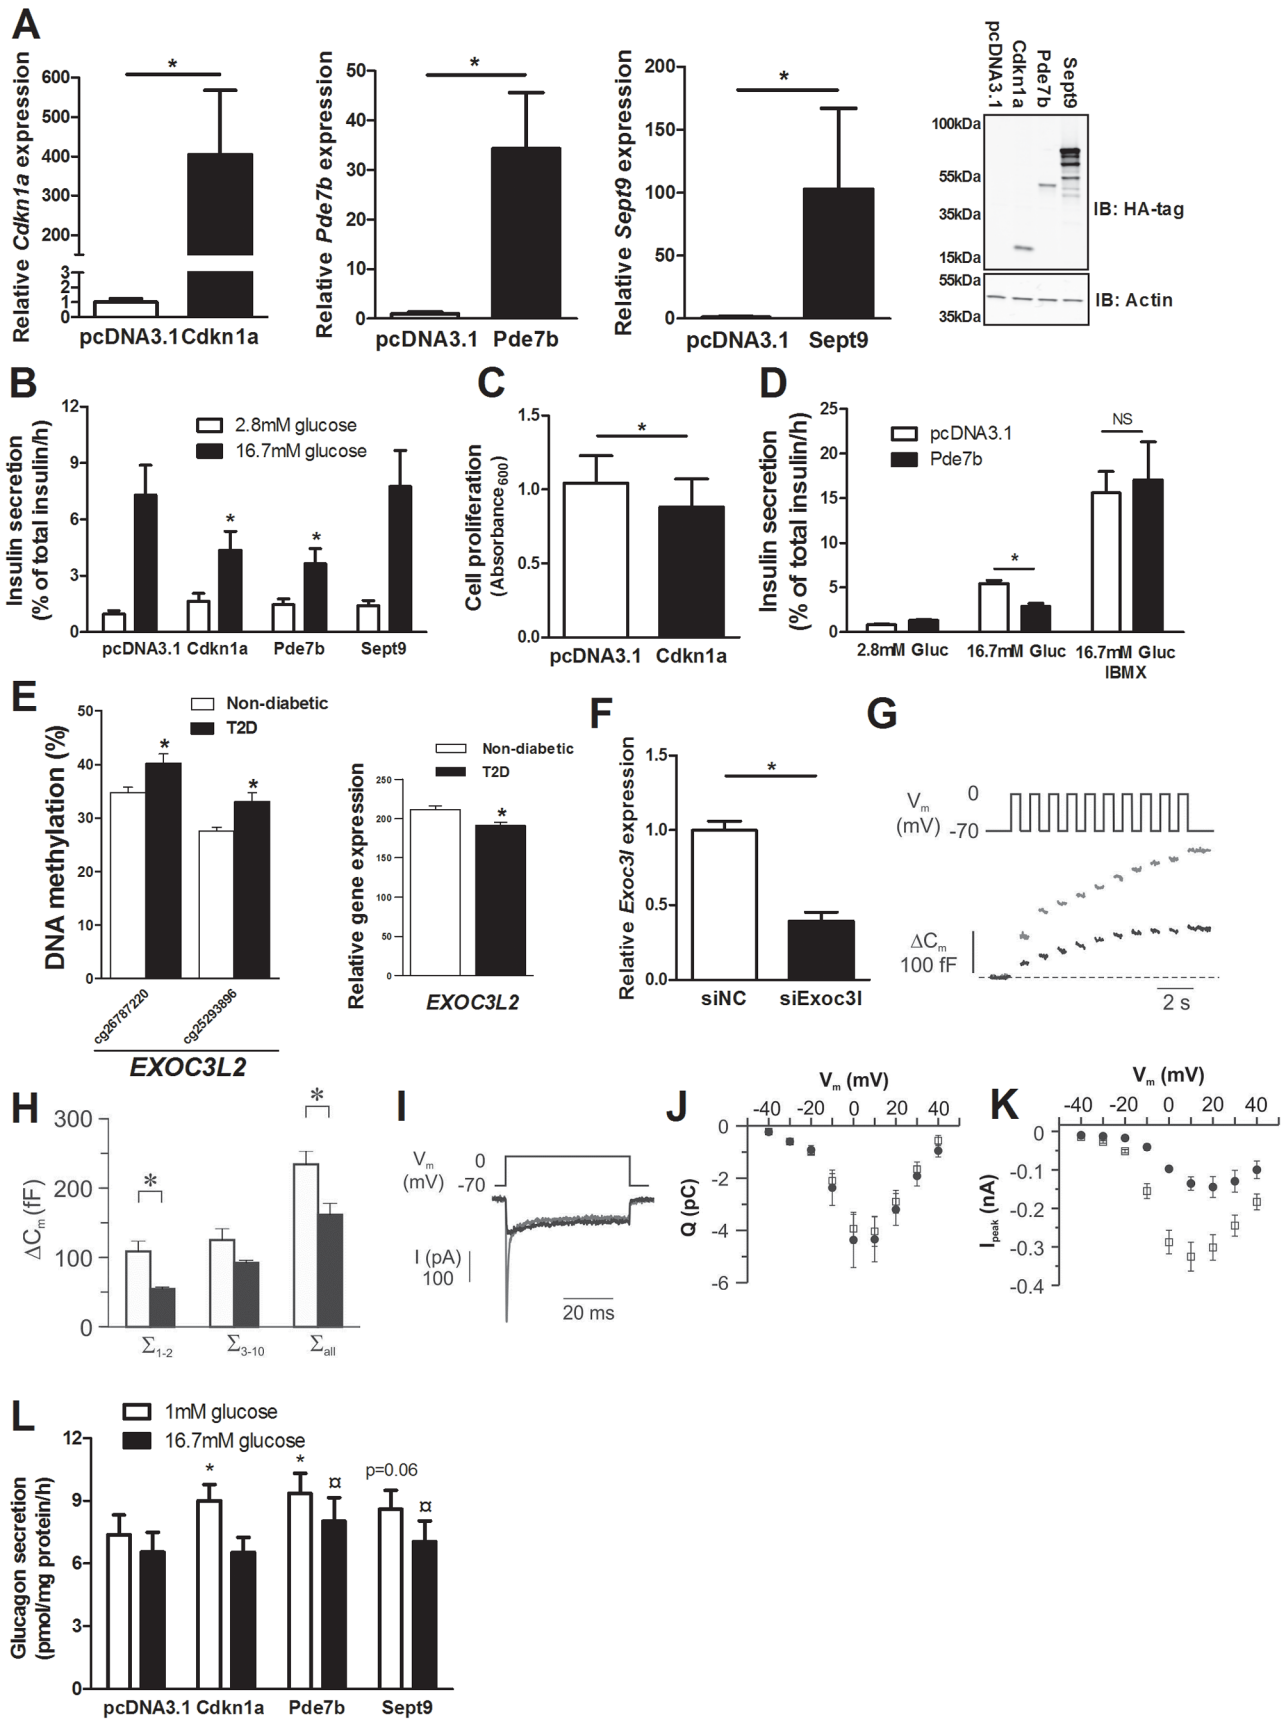 A
Relative Cdkn1a expression
600
500
400
300
200
3
2
1
0
*
pcDNA3.1 Cdkn1a
Relative Pde7b expression
50
40
30
20
10
0
*
pcDNA3.1 Pde7b
Relative Sept9 expression
200
150
100
50
0
*
pcDNA3.1 Sept9
pcDNA3.1
Cdkn1a
Pde7b
Sept9
100kDa
55kDa
35kDa
15kDa
55kDa
35kDa
IB: HA-tag
IB: Actin
B
Insulin secretion
(% of total insulin/h)
12
9
6
3
0
2.8mM glucose
16.7mM glucose
* *
pcDNA3.1 Cdkn1a Pde7b Sept9
C
Cell proliferation
(Absorbance600)
1.5
1.0
0.5
0.0
*
pcDNA3.1 Cdkn1a
D
Insulin secretion
(% of total insulin/h)
25
20
15
10
5
0
pcDNA3.1
Pde7b
*
NS
2.8mM Gluc 16.7mM Gluc 16.7mM Gluc
IBMX
E
DNA methylation (%)
50
40
30
20
10
0
Non-diabetic
T2D
* *
cg26787220 cg25293896
EXOC3L2
Relative gene expression
250
200
150
100
50
0
Non-diabetic
T2D
*
EXOC3L2
F
Relative Exoc3l expression
1.5
1.0
0.5
0.0
*
siNC siExoc3l
G
Vm
(mV)
0
-70
ΔCm
100 fF
2 s
H
ΔCm (fF)
300
200
100
0
* *
Σ1-2 Σ3-10 Σall
I
Vm
(mV)
0
-70
I (pA)
100
20 ms
J
Vm (mV)
-40 -20 0 20 40
Q (pC)
0
-2
-4
-6
K
Vm (mV)
-40 -20 0 20 40
Ipeak (nA)
0
-0.1
-0.2
-0.3
-0.4
L
Glucagon secretion
(pmol/mg protein/h)
12
9
6
3
0
1mM glucose
16.7mM glucose
* * ¤ p=0.06 ¤
pcDNA3.1 Cdkn1a Pde7b Sept9